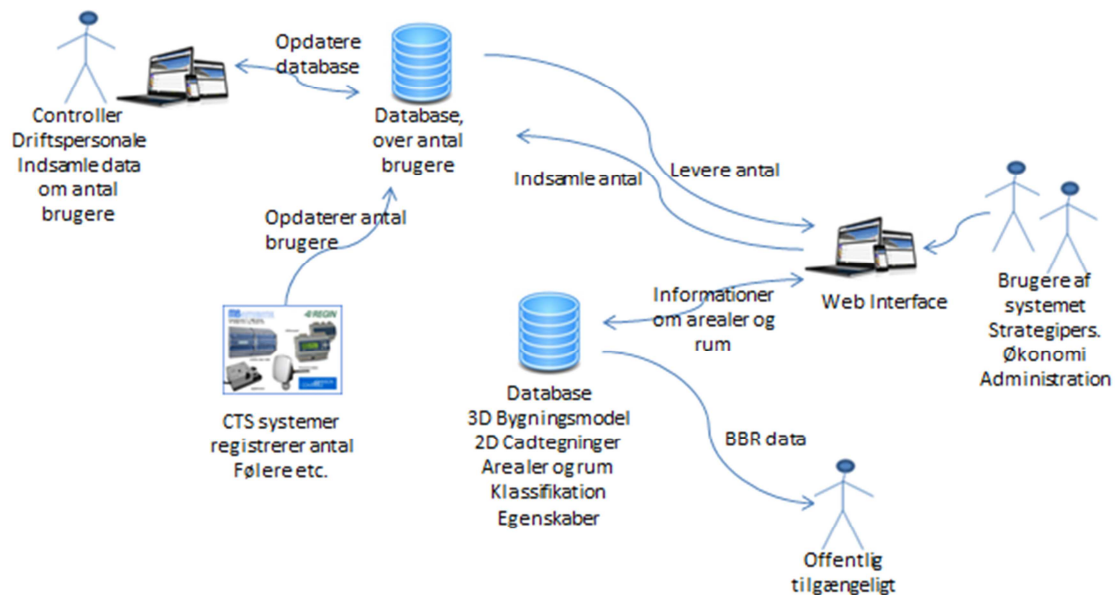 Opdatere
database
Controller
Driftspersonale
Indsamle data
om antal
brugere
Database,
over antal
brugere
Indsamle antal
Levere antal
Opdaterer antal
brugere
REGIN
CTS systemer
registrerer antal
Følere etc.
Informationer
om arealer og
rum
Web Interface
Brugere af
systemet
Strategipers.
Økonomi
Administration
Database
3D Bygningsmodel
2D Cadtegninger
Arealer og rum
Klassifikation
Egenskaber
BBR data
Offentlig
tilgængeligt